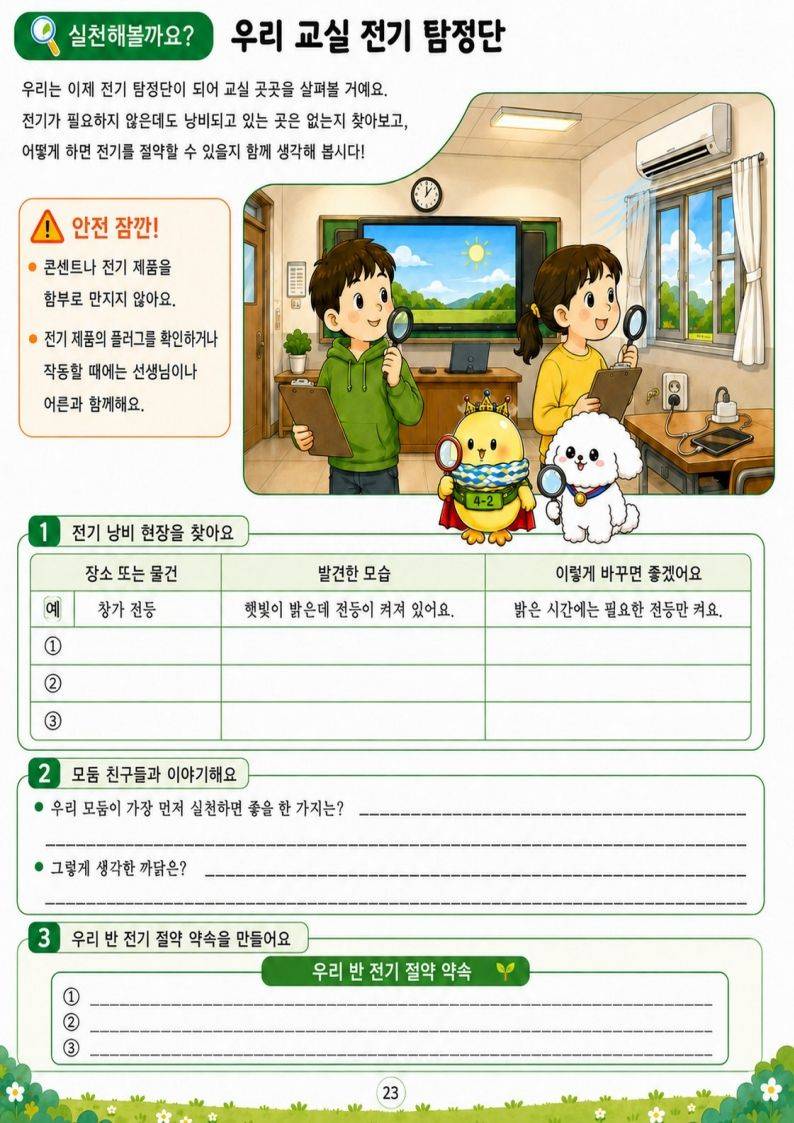 실천해볼까요?
우리 교실 전기 탐정단
우리는 이제 전기 탐정단이 되어 교실 곳곳을 살펴볼 거예요.
전기가 필요하지 않은데도 낭비되고 있는 곳은 없는지 찾아보고,
어떻게 하면 전기를 절약할 수 있을지 함께 생각해 봅시다!
안전 잠깐!
콘센트나 전기 제품을
함부로 만지지 않아요.
전기 제품의 플러그를 확인하거나
작동할 때에는 선생님이나
어른과 함께해요.
4-2
1 전기 낭비 현장을 찾아요
장소 또는 물건 발견한 모습 이렇게 바꾸면 좋겠어요
예 창가 전등 햇빛이 밝은데 전등이 켜져 있어요. 밝은 시간에는 필요한 전등만 켜요.
①
②
③
2 모둠 친구들과 이야기해요
우리 모둠이 가장 먼저 실천하면 좋을 한 가지는?
그렇게 생각한 까닭은?
3 우리 반 전기 절약 약속을 만들어요
우리 반 전기 절약 약속
①
②
③
23